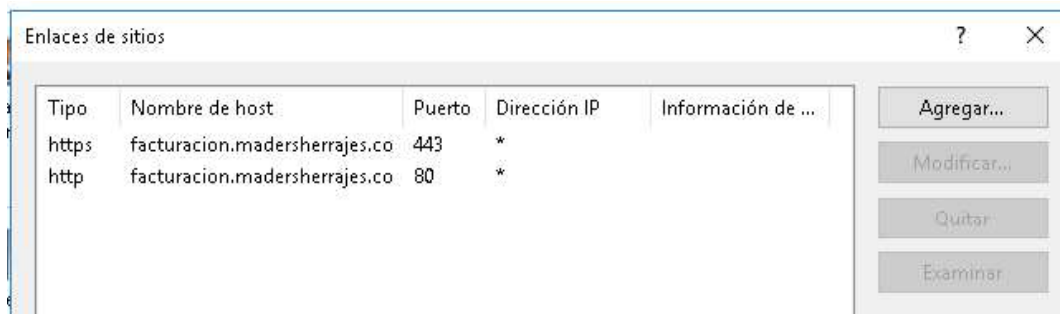 Enlaces de sitios
Tipo Nombre de host Puerto Dirección IP Información de ...
https facturacion.madersherrajes.co 443 *
http facturacion.madersherrajes.co 80 *
Agregar...
Modificar...
Quitar
Examinar